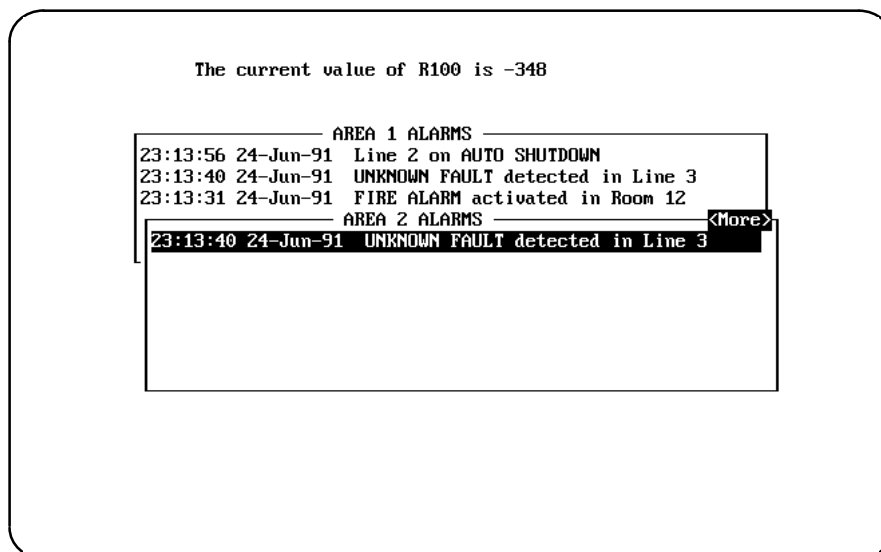 The current value of R100 is -348
AREA 1 ALARMS
23:13:56 24-Jun-91 Line 2 on AUTO SHUTDOWN
23:13:40 24-Jun-91 UNKNOWN FAULT detected in Line 3
23:13:31 24-Jun-91 FIRE ALARM activated in Room 12
AREA 2 ALARMS <More>
23:13:40 24-Jun-91 UNKNOWN FAULT detected in Line 3